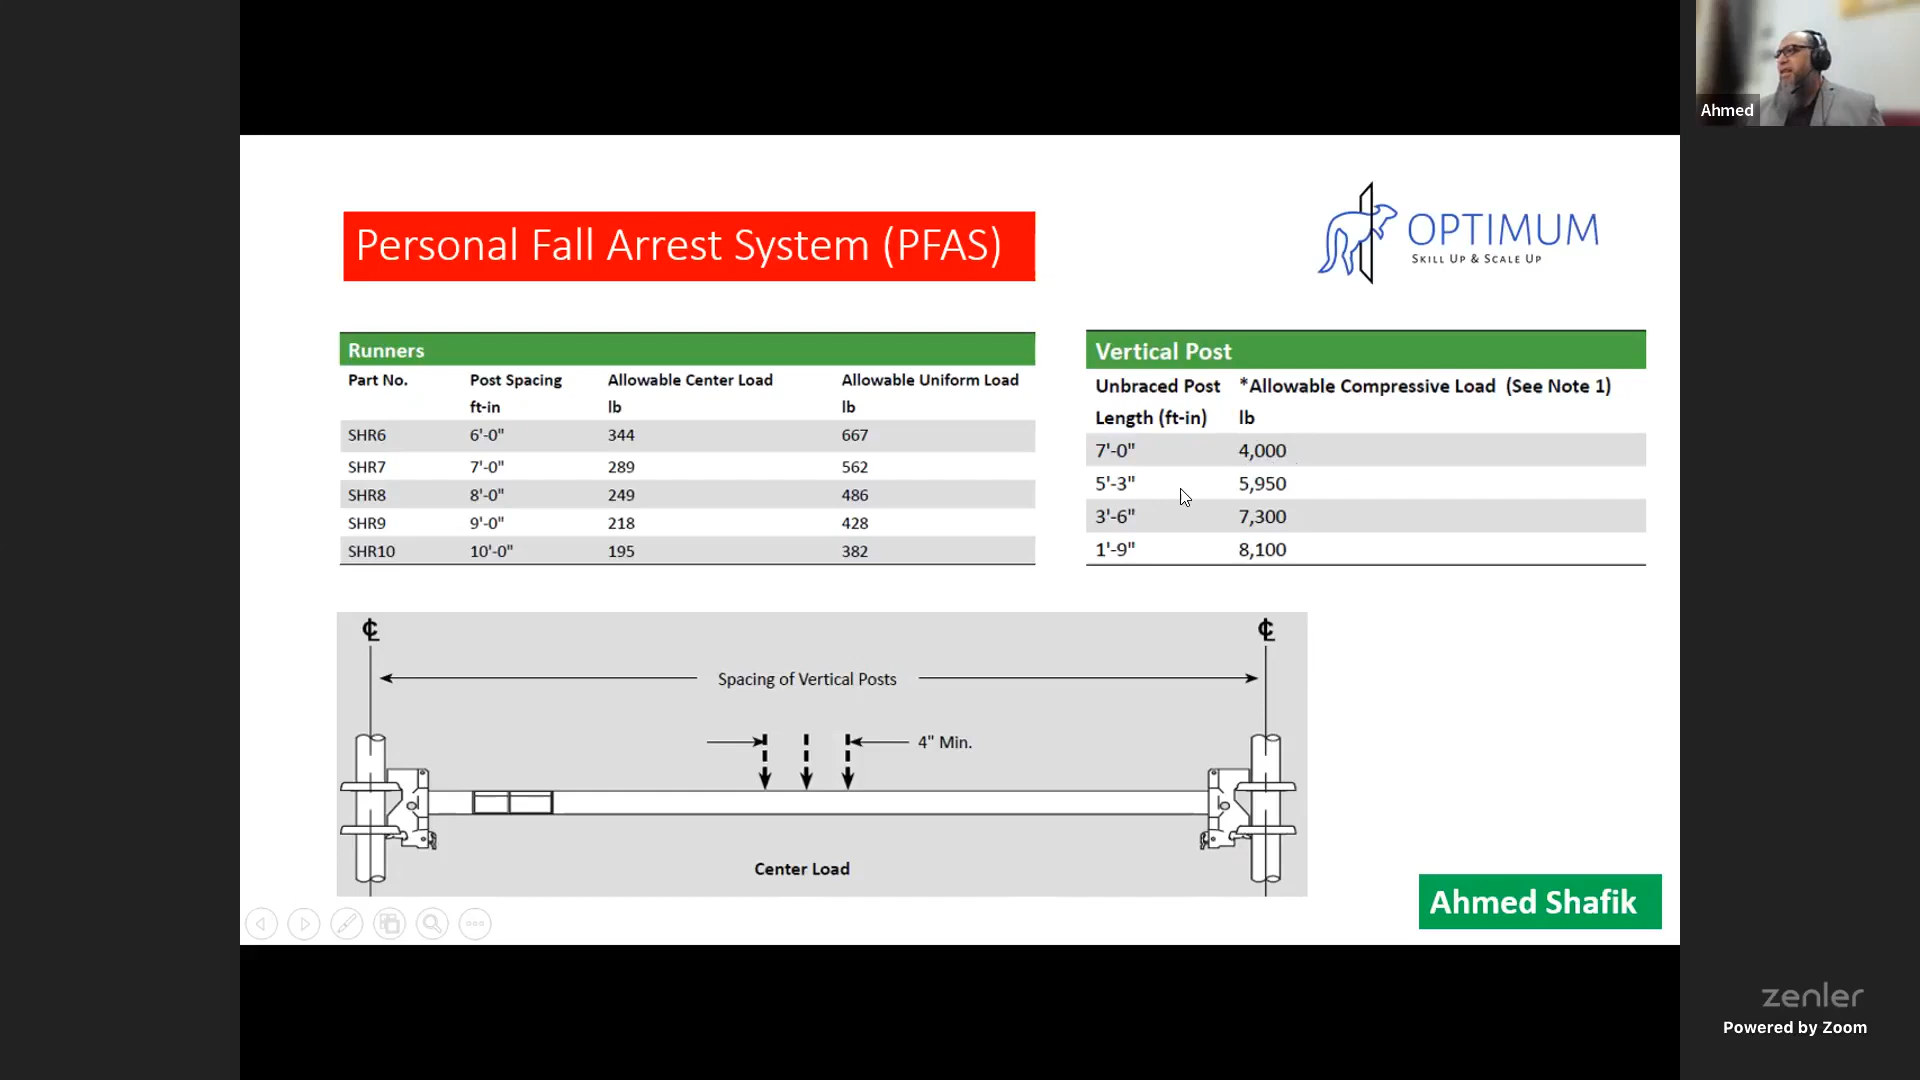 Ahmed
Personal Fall Arrest System (PFAS)
OPTIMUM
SKILL UP & SCALE UP
Runners
Part No. Post Spacing Allowable Center Load Allowable Uniform Load
ft-in lb lb
SHR6 6'-0" 344 667
SHR7 7'-0" 289 562
SHR8 8'-0" 249 486
SHR9 9'-0" 218 428
SHR10 10'-0" 195 382
Vertical Post
Unbraced Post *Allowable Compressive Load (See Note 1)
Length (ft-in) lb
7'-0" 4,000
5'-3" 5,950
3'-6" 7,300
1'-9" 8,100
℄ ℄
Spacing of Vertical Posts
4" Min.
Center Load
Ahmed Shafik
zenler
Powered by Zoom